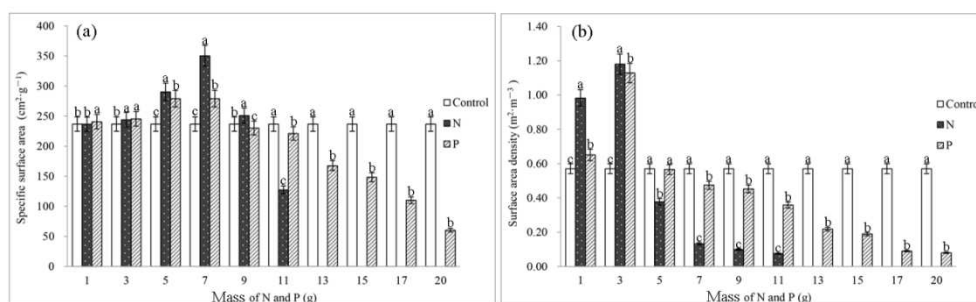 (a)
Specific surface area (cm²·g⁻¹)
400
350
300
250
200
150
100
50
0
b b a
b a a
c a b
c a b
b a c
a c b
a b
a b
a b
a b
1 3 5 7 9 11 13 15 17 20
Mass of N and P (g)
Control
N
P
(b)
Surface area density (m²·m⁻³)
1.40
1.20
1.00
0.80
0.60
0.40
0.20
0.00
c a b
c a b
a b a
a c b
a c b
a c b
a b
a b
a b
a b
1 3 5 7 9 11 13 15 17 20
Mass of N and P (g)
Control
N
P